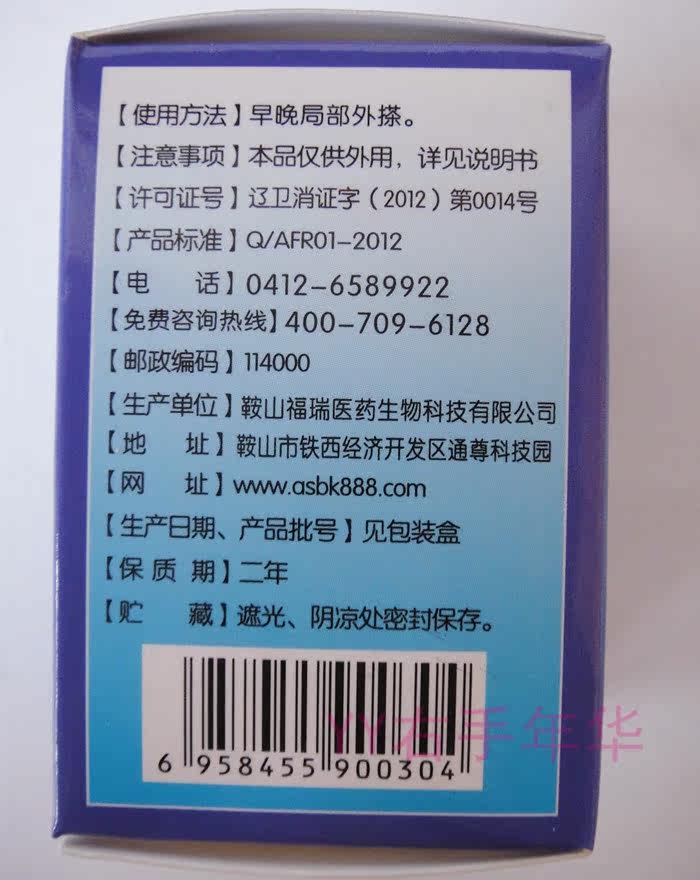 【使用方法】早晚局部外搽。
【注意事项】本品仅供外用，详见说明书
【许可证号】辽卫消证字（2012）第0014号
【产品标准】Q/AFR01-2012
【电 话】0412-6589922
【免费咨询热线】400-709-6128
【邮政编码】114000
【生产单位】鞍山福瑞医药生物科技有限公司
【地 址】鞍山市铁西经济开发区通尊科技园
【网 址】www.asbk888.com
【生产日期、产品批号】见包装盒
【保 质 期】二年
【贮 藏】遮光、阴凉处密封保存。
YY右手年华
6 958455 900304